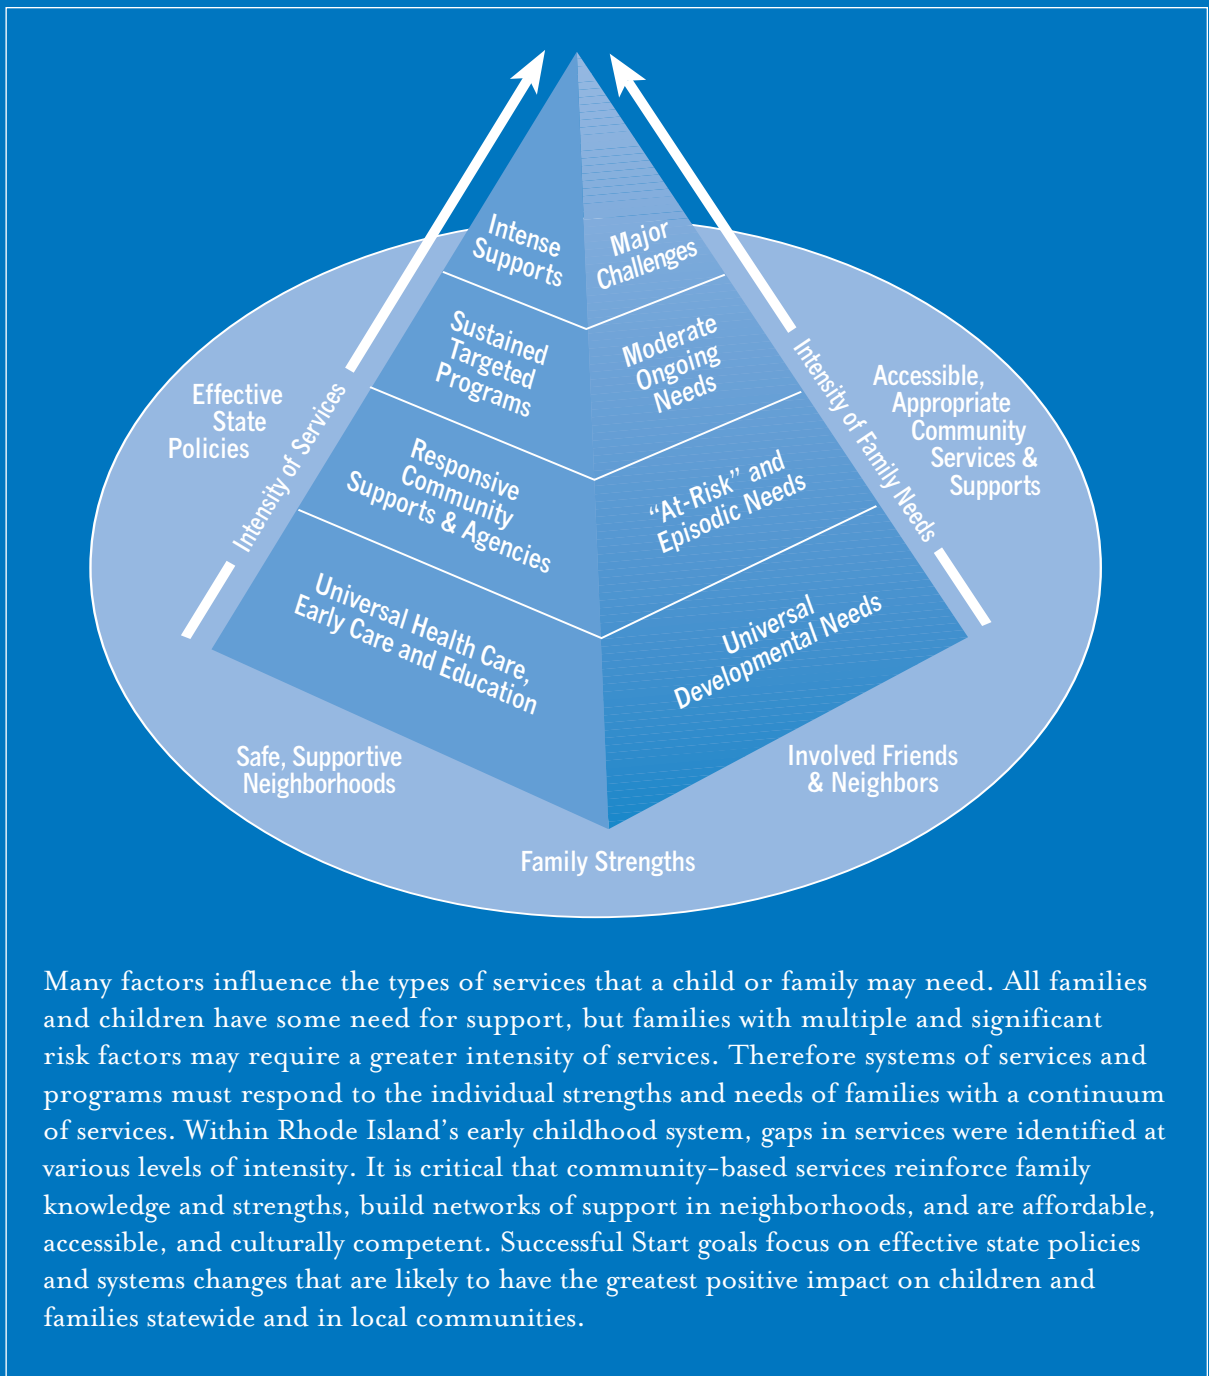 Intense
Supports
Major
Challenges
Sustained
Targeted
Programs
Moderate
Ongoing
Needs
Effective
State
Policies
Intensity of Services
Intensity of Family Needs
Accessible,
Appropriate
Community
Services &
Supports
Responsive
Community
Supports & Agencies
“At-Risk” and
Episodic Needs
Universal Health Care,
Early Care and Education
Universal
Developmental Needs
Safe, Supportive
Neighborhoods
Involved Friends
& Neighbors
Family Strengths
Many factors influence the types of services that a child or family may need. All families
and children have some need for support, but families with multiple and significant
risk factors may require a greater intensity of services. Therefore systems of services and
programs must respond to the individual strengths and needs of families with a continuum
of services. Within Rhode Island’s early childhood system, gaps in services were identified at
various levels of intensity. It is critical that community-based services reinforce family
knowledge and strengths, build networks of support in neighborhoods, and are affordable,
accessible, and culturally competent. Successful Start goals focus on effective state policies
and systems changes that are likely to have the greatest positive impact on children and
families statewide and in local communities.